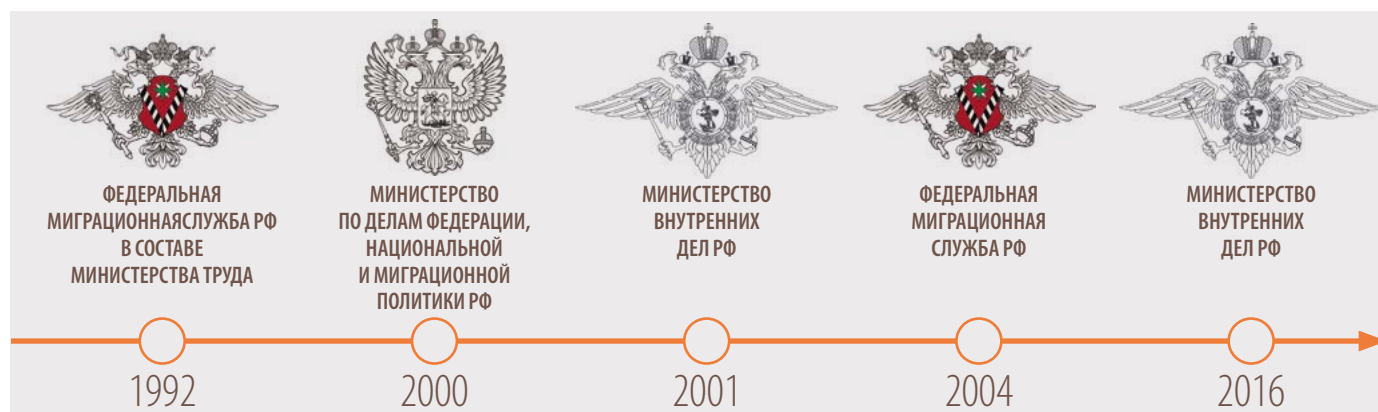 ФЕДЕРАЛЬНАЯ
МИГРАЦИОННАЯСЛУЖБА РФ
В СОСТАВЕ
МИНИСТЕРСТВА ТРУДА
МИНИСТЕРСТВО
ПО ДЕЛАМ ФЕДЕРАЦИИ,
НАЦИОНАЛЬНОЙ
И МИГРАЦИОННОЙ
ПОЛИТИКИ РФ
МИНИСТЕРСТВО
ВНУТРЕННИХ
ДЕЛ РФ
ФЕДЕРАЛЬНАЯ
МИГРАЦИОННАЯ
СЛУЖБА РФ
МИНИСТЕРСТВО
ВНУТРЕННИХ
ДЕЛ РФ
1992
2000
2001
2004
2016